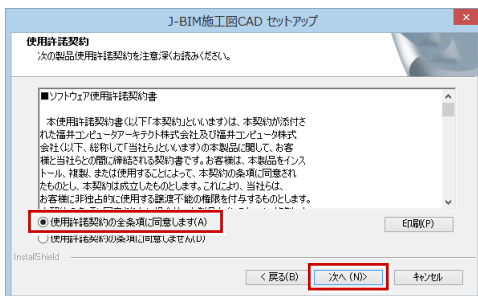 J-BIM施工図CAD セットアップ
使用許諾契約
次の製品使用許諾契約を注意深くお読みください。
■ソフトウェア使用許諾契約書
本使用許諾契約書(以下「本契約」といいます)は、本契約が添付さ
れた福井コンピュータアーキテクト株式会社及び福井コンピュータ株式
会社(以下、総称して「当社ら」といいます)の本製品に関して、お客
様と当社らとの間に締結される契約書です。お客様は、本製品をインス
トール、複製、または使用することによって、本契約の条項に同意され
たものとし、本契約は成立したものとします。これにより、当社らは、
お客様に非独占的に使用する譲渡不能の権限を付与するものとします。
使用許諾契約の全条項に同意します(A)
印刷(P)
使用許諾契約の条項に同意しません(D)
InstallShield
< 戻る(B)
次へ (N)>
キャンセル